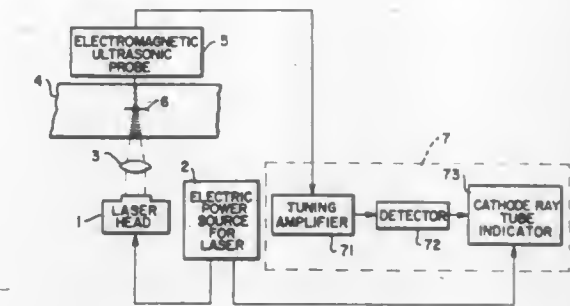 ELECTROMAGNETIC
ULTRASONIC
PROBE
5
4
6
3
2
7
73
1
LASER
HEAD
ELECTRIC
POWER
SOURCE
FOR
LASER
TUNING
AMPLIFIER
71
DETECTOR
72
CATHODE RAY
TUBE
INDICATOR